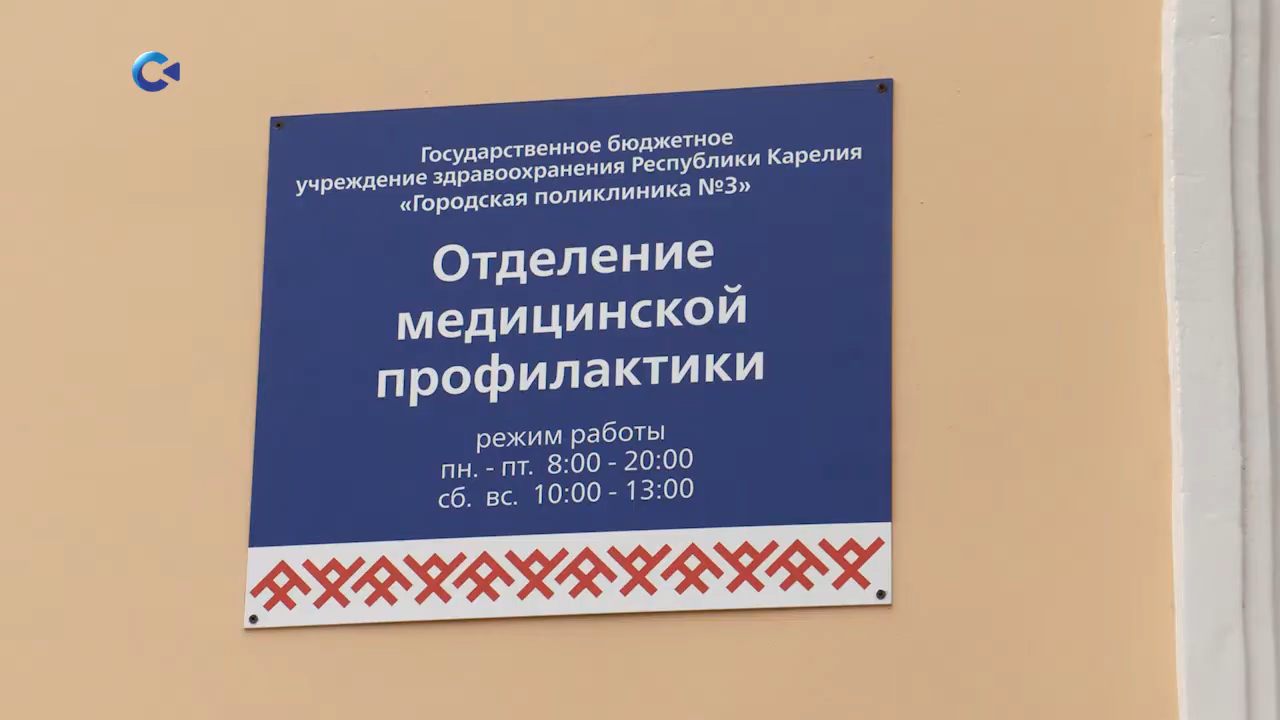 Государственное бюджетное
учреждение здравоохранения Республики Карелия
«Городская поликлиника №3»
Отделение
медицинской
профилактики
режим работы
пн. - пт. 8:00 - 20:00
сб. вс. 10:00 - 13:00